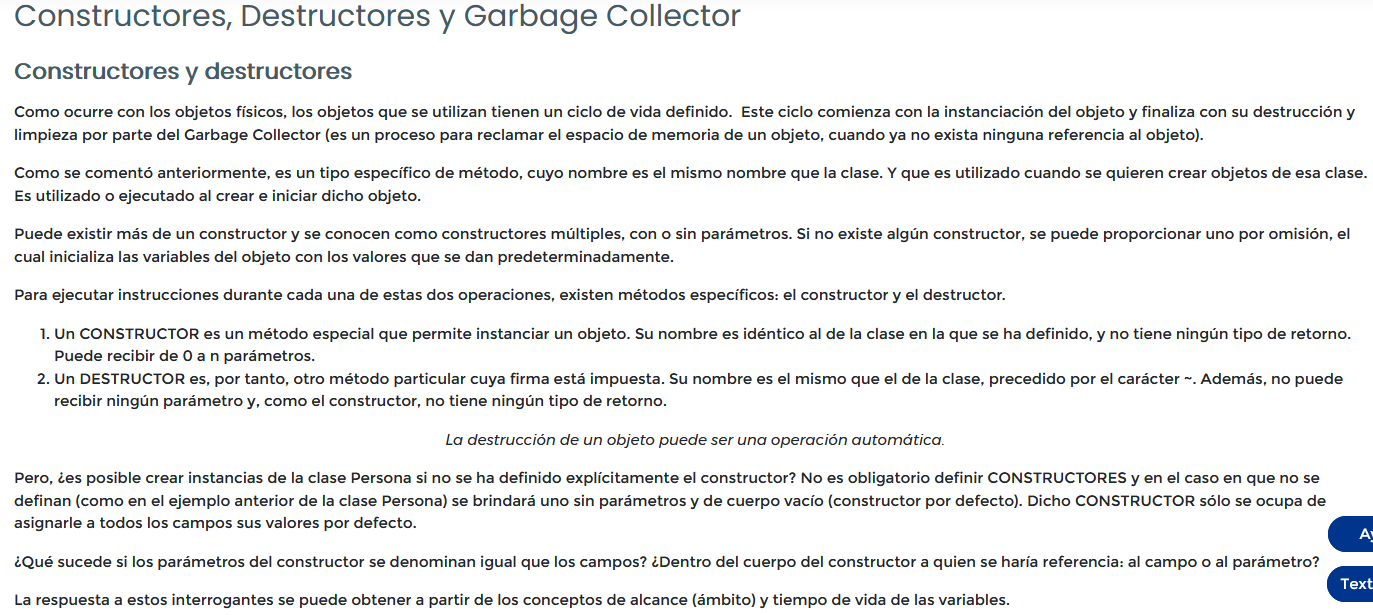 Constructores, Destructores y Garbage Collector
Constructores y destructores
Como ocurre con los objetos físicos, los objetos que se utilizan tienen un ciclo de vida definido.  Este ciclo comienza con la instanciación del objeto y finaliza con su destrucción y
limpieza por parte del Garbage Collector (es un proceso para reclamar el espacio de memoria de un objeto, cuando ya no exista ninguna referencia al objeto).
Como se comentó anteriormente, es un tipo específico de método, cuyo nombre es el mismo nombre que la clase. Y que es utilizado cuando se quieren crear objetos de esa clase.
Es utilizado o ejecutado al crear e iniciar dicho objeto.
Puede existir más de un constructor y se conocen como constructores múltiples, con o sin parámetros. Si no existe algún constructor, se puede proporcionar uno por omisión, el
cual inicializa las variables del objeto con los valores que se dan predeterminadamente.
Para ejecutar instrucciones durante cada una de estas dos operaciones, existen métodos específicos: el constructor y el destructor.
1. Un CONSTRUCTOR es un método especial que permite instanciar un objeto. Su nombre es idéntico al de la clase en la que se ha definido, y no tiene ningún tipo de retorno.
Puede recibir de 0 a n parámetros.
2. Un DESTRUCTOR es, por tanto, otro método particular cuya firma está impuesta. Su nombre es el mismo que el de la clase, precedido por el carácter ~. Además, no puede
recibir ningún parámetro y, como el constructor, no tiene ningún tipo de retorno.
La destrucción de un objeto puede ser una operación automática.
Pero, ¿es posible crear instancias de la clase Persona si no se ha definido explícitamente el constructor? No es obligatorio definir CONSTRUCTORES y en el caso en que no se
definan (como en el ejemplo anterior de la clase Persona) se brindará uno sin parámetros y de cuerpo vacío (constructor por defecto). Dicho CONSTRUCTOR sólo se ocupa de
asignarle a todos los campos sus valores por defecto.
¿Qué sucede si los parámetros del constructor se denominan igual que los campos? ¿Dentro del cuerpo del constructor a quien se haría referencia: al campo o al parámetro?
La respuesta a estos interrogantes se puede obtener a partir de los conceptos de alcance (ámbito) y tiempo de vida de las variables.
Text